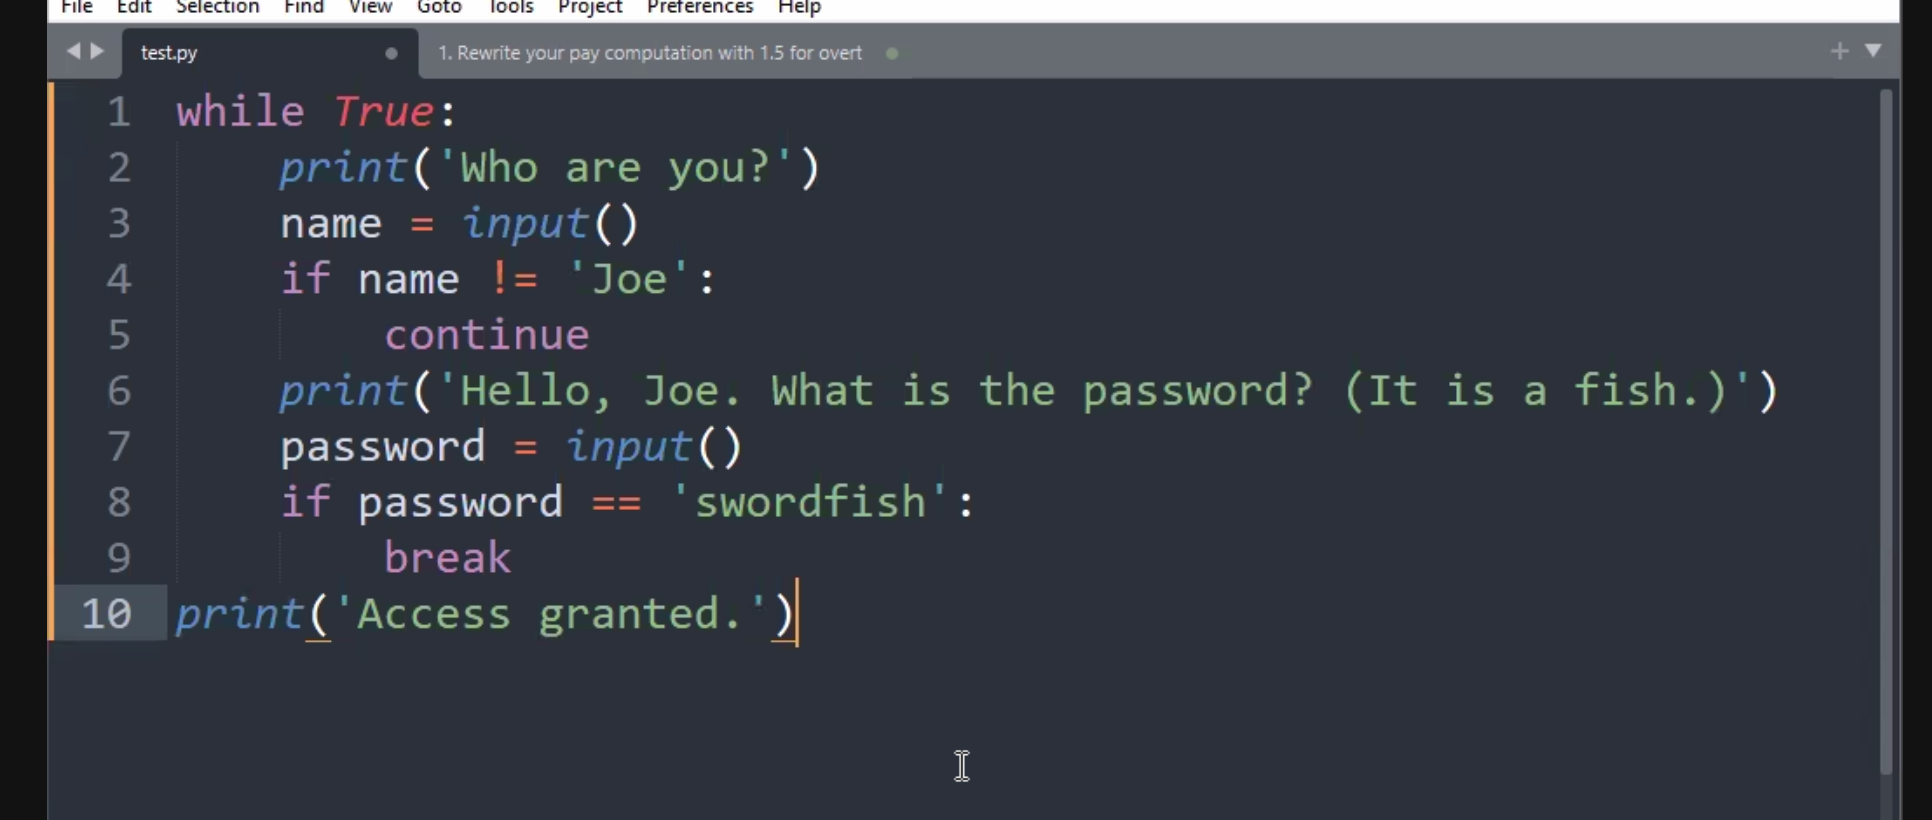 File Edit Selection Find View Goto Tools Project Preferences Help
test.py 1. Rewrite your pay computation with 1.5 for overt
1 while True:
2     print('Who are you?')
3     name = input()
4     if name != 'Joe':
5         continue
6     print('Hello, Joe. What is the password? (It is a fish.)')
7     password = input()
8     if password == 'swordfish':
9         break
10 print('Access granted.')